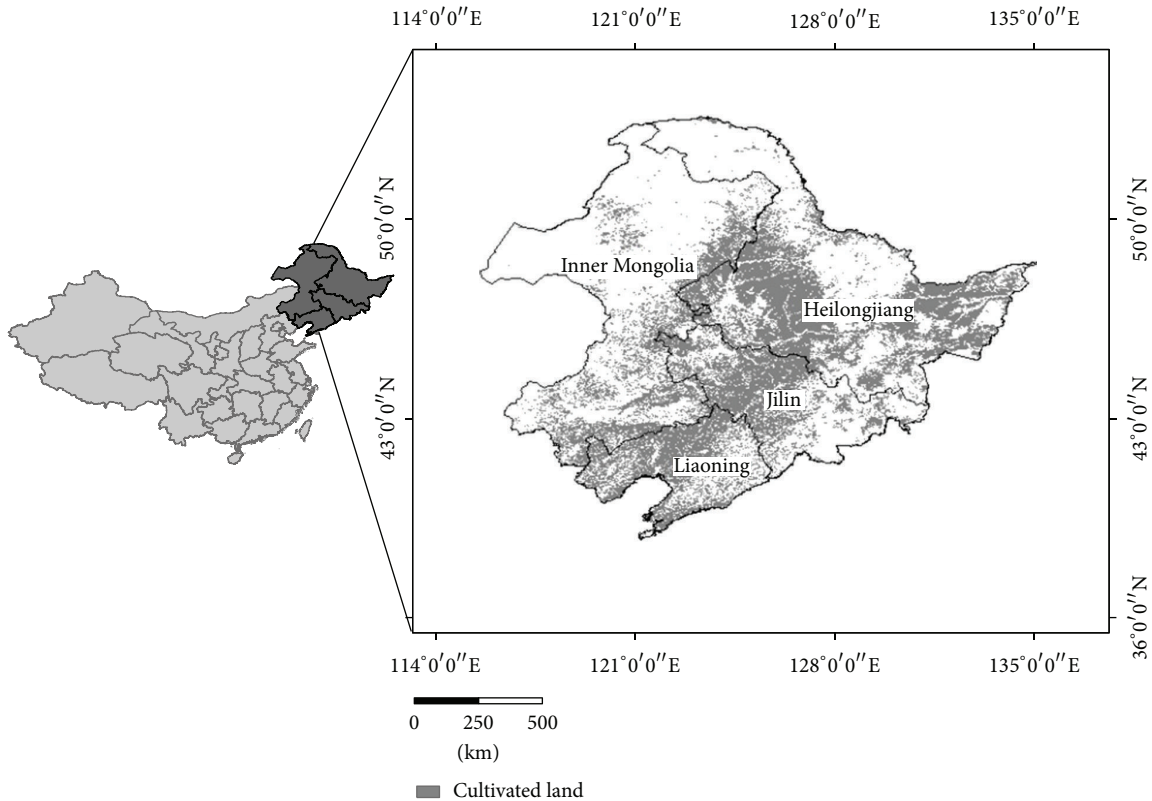 114°0′0″E 121°0′0″E 128°0′0″E 135°0′0″E
50°0′0″N
50°0′0″N
Inner Mongolia
Heilongjiang
Jilin
43°0′0″N
43°0′0″N
Liaoning
36°0′0″N
114°0′0″E 121°0′0″E 128°0′0″E 135°0′0″E
0 250 500
(km)
Cultivated land